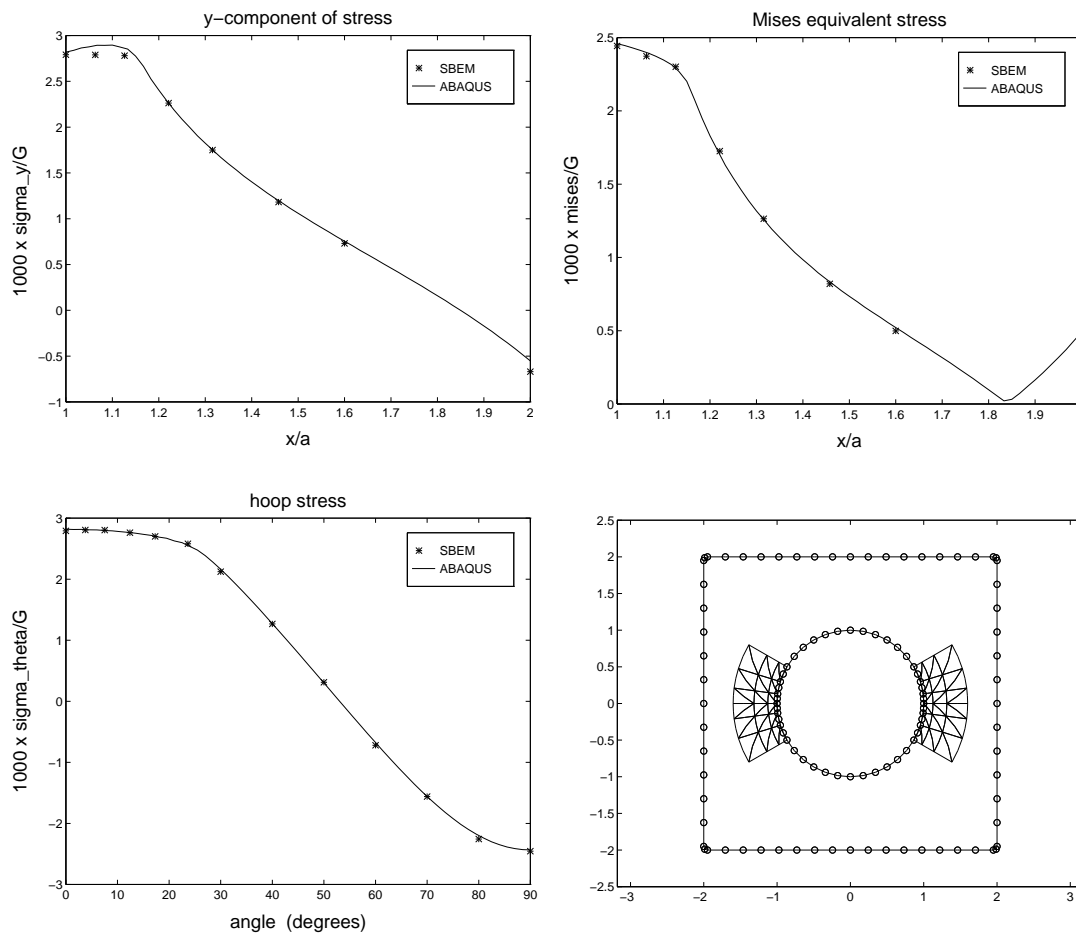 y−component of stress
3
2.5
2
1.5
1
0.5
0
−0.5
−1
1000 x sigma_y/G
SBEM
ABAQUS
1 1.1 1.2 1.3 1.4 1.5 1.6 1.7 1.8 1.9 2
x/a
Mises equivalent stress
2.5
2
1.5
1
0.5
0
1000 x mises/G
SBEM
ABAQUS
1 1.1 1.2 1.3 1.4 1.5 1.6 1.7 1.8 1.9
x/a
hoop stress
3
2
1
0
−1
−2
−3
1000 x sigma_theta/G
SBEM
ABAQUS
0 10 20 30 40 50 60 70 80 90
angle (degrees)
2.5
2
1.5
1
0.5
0
−0.5
−1
−1.5
−2
−2.5
−3 −2 −1 0 1 2 3